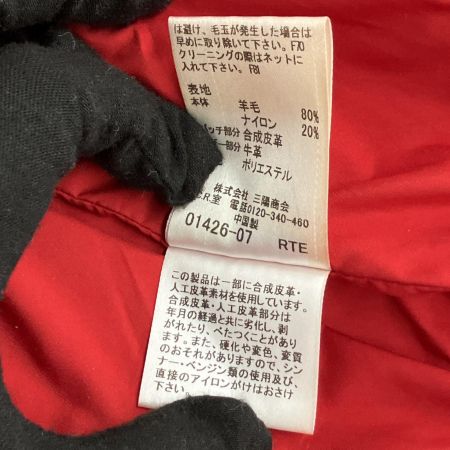 は避け、毛玉が発生した場合は
早めに取り除いて下さい。F70
クリーニングの際はネットに
入れて下さい。F81
表地
本体 羊毛 80%
ナイロン 20%
ッチ部分 合成皮革
部分 牛革
ポリエステル
株式会社 三陽商会
C.R.室 電話0120-340-460
中国製
01426-07 RTE
この製品は一部に合成皮革・
人工皮革素材を使用しています。
合成皮革・人工皮革部分は
年月の経過と共に劣化し、剥
がれたり、べたつくことがあり
ます。また、硬化や変色、変質
のおそれがありますので、シン
ナー・ベンジン類の使用及び、
直接のアイロンがけはおさけ
下さい。